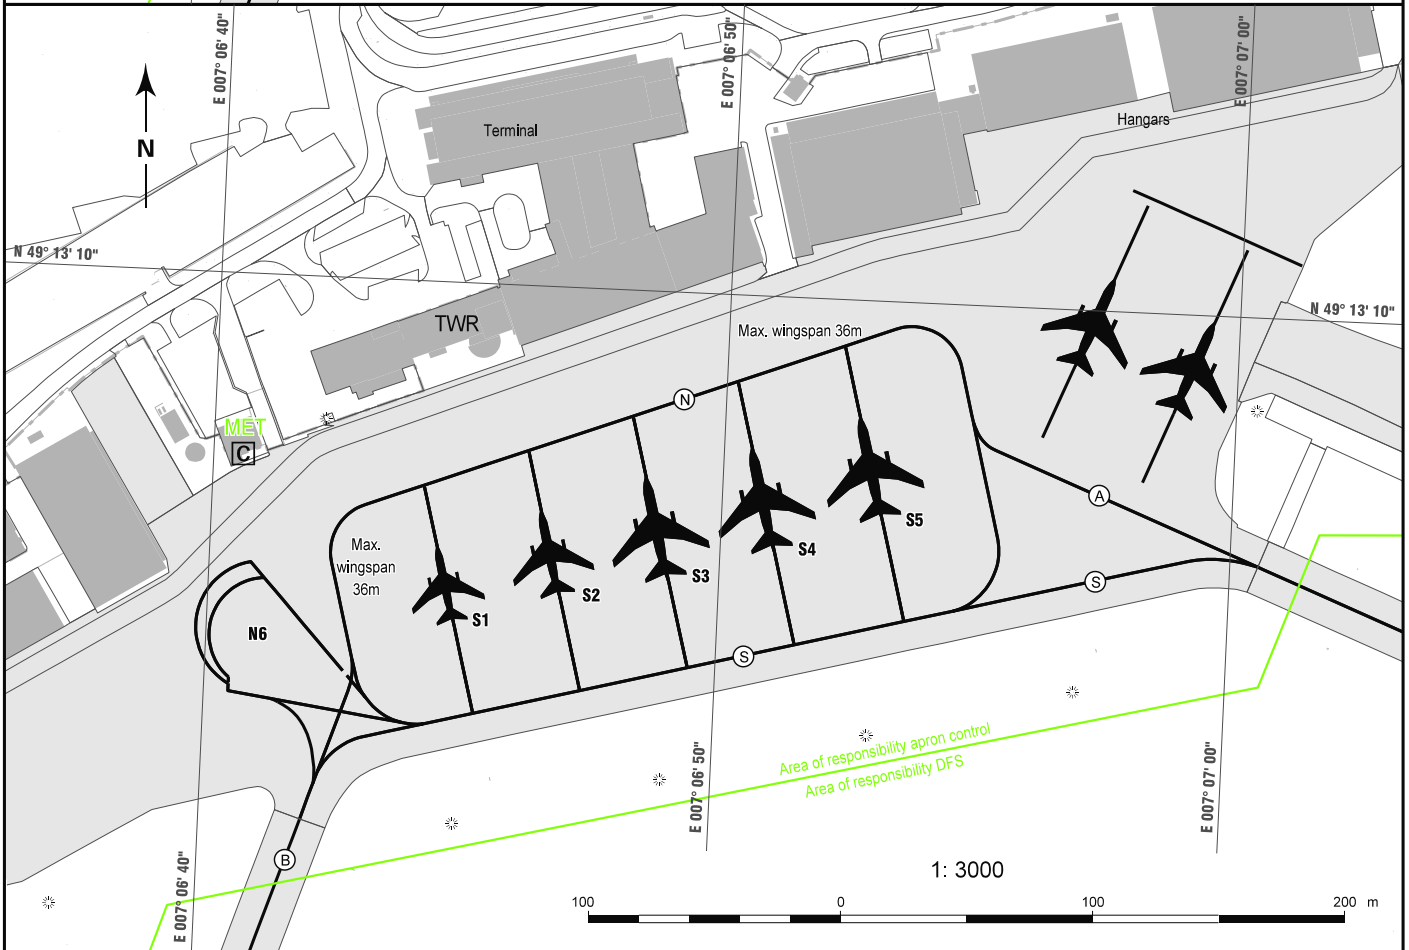 E 007° 06' 40"
E 007° 06' 50"
E 007° 07' 00"
Terminal
Hangars
N
N 49° 13' 10"
N 49° 13' 10"
TWR
Max. wingspan 36m
N
MET
C
A
S5
Max.
wingspan
36m
S4
S3
S
S2
S1
N6
S
Area of responsibility apron control
Area of responsibility DFS
E 007° 06' 50"
E 007° 07' 00"
B
E 007° 06' 40"
1: 3000
100 0 100 200 m